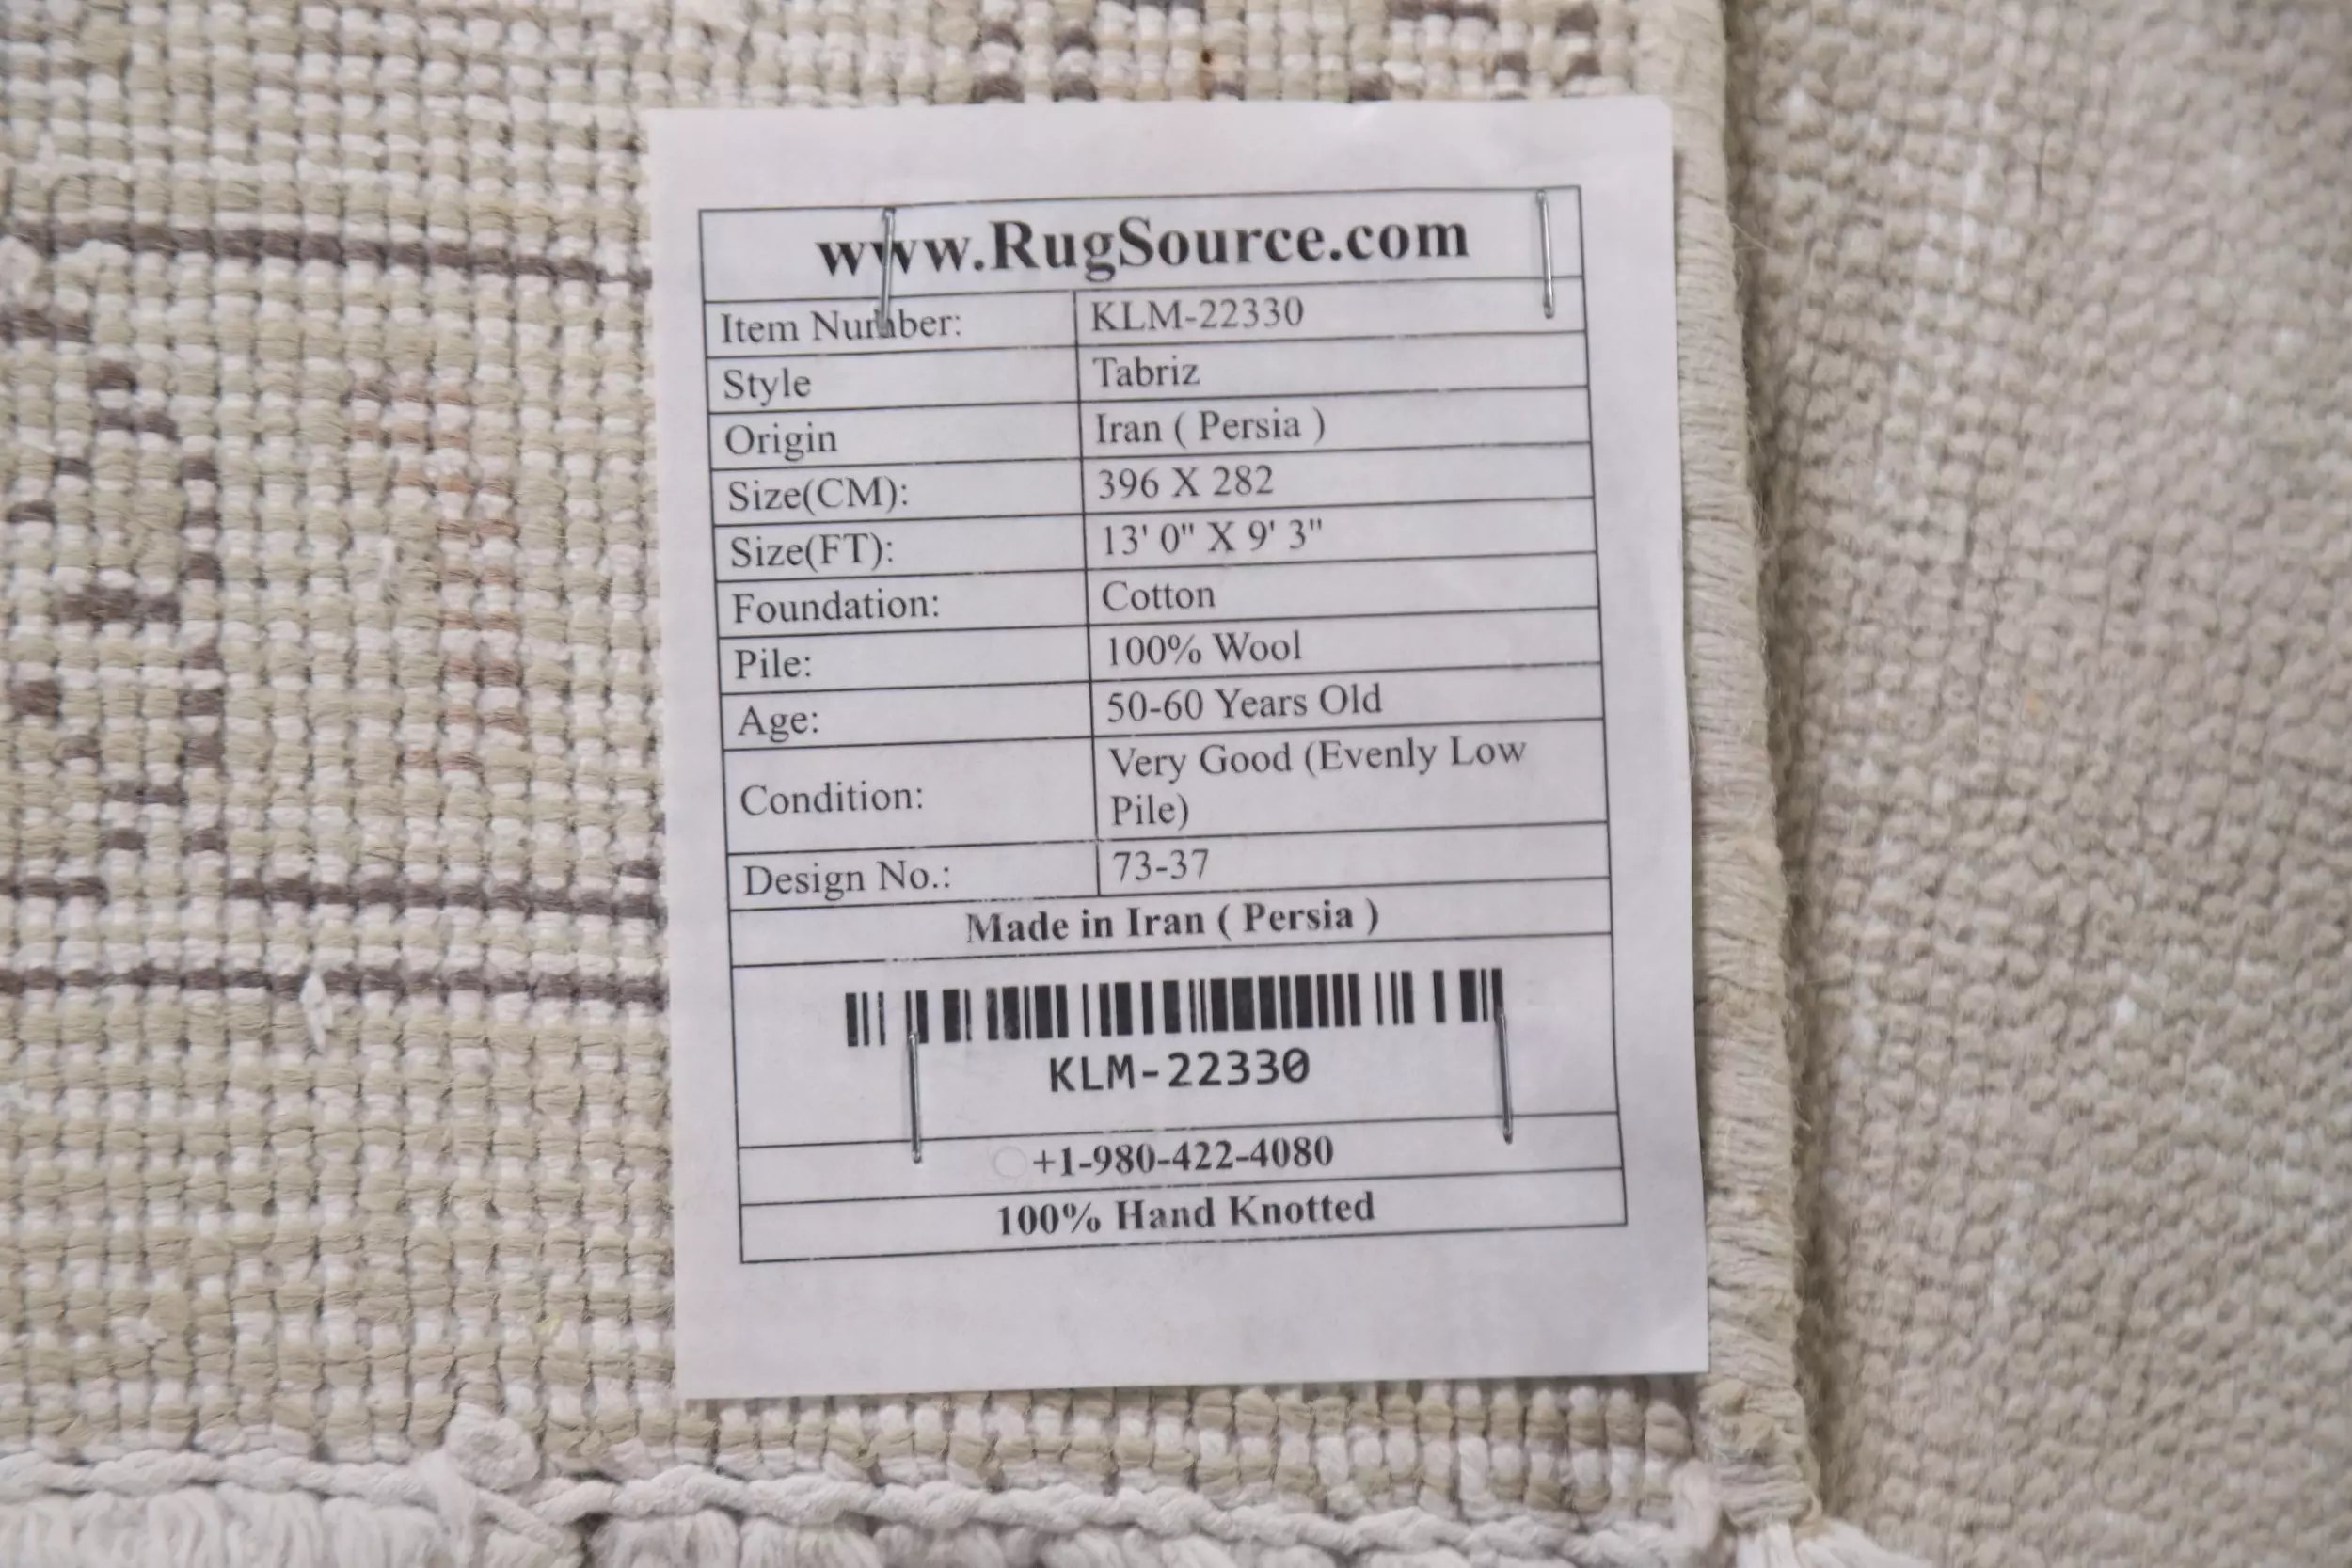 www.RugSource.com
Item Number: KLM-22330
Style Tabriz
Origin Iran ( Persia )
Size(CM): 396 X 282
Size(FT): 13' 0" X 9' 3"
Foundation: Cotton
Pile: 100% Wool
Age: 50-60 Years Old
Condition: Very Good (Evenly Low
Pile)
Design No.: 73-37
Made in Iran ( Persia )
KLM-22330
+1-980-422-4080
100% Hand Knotted